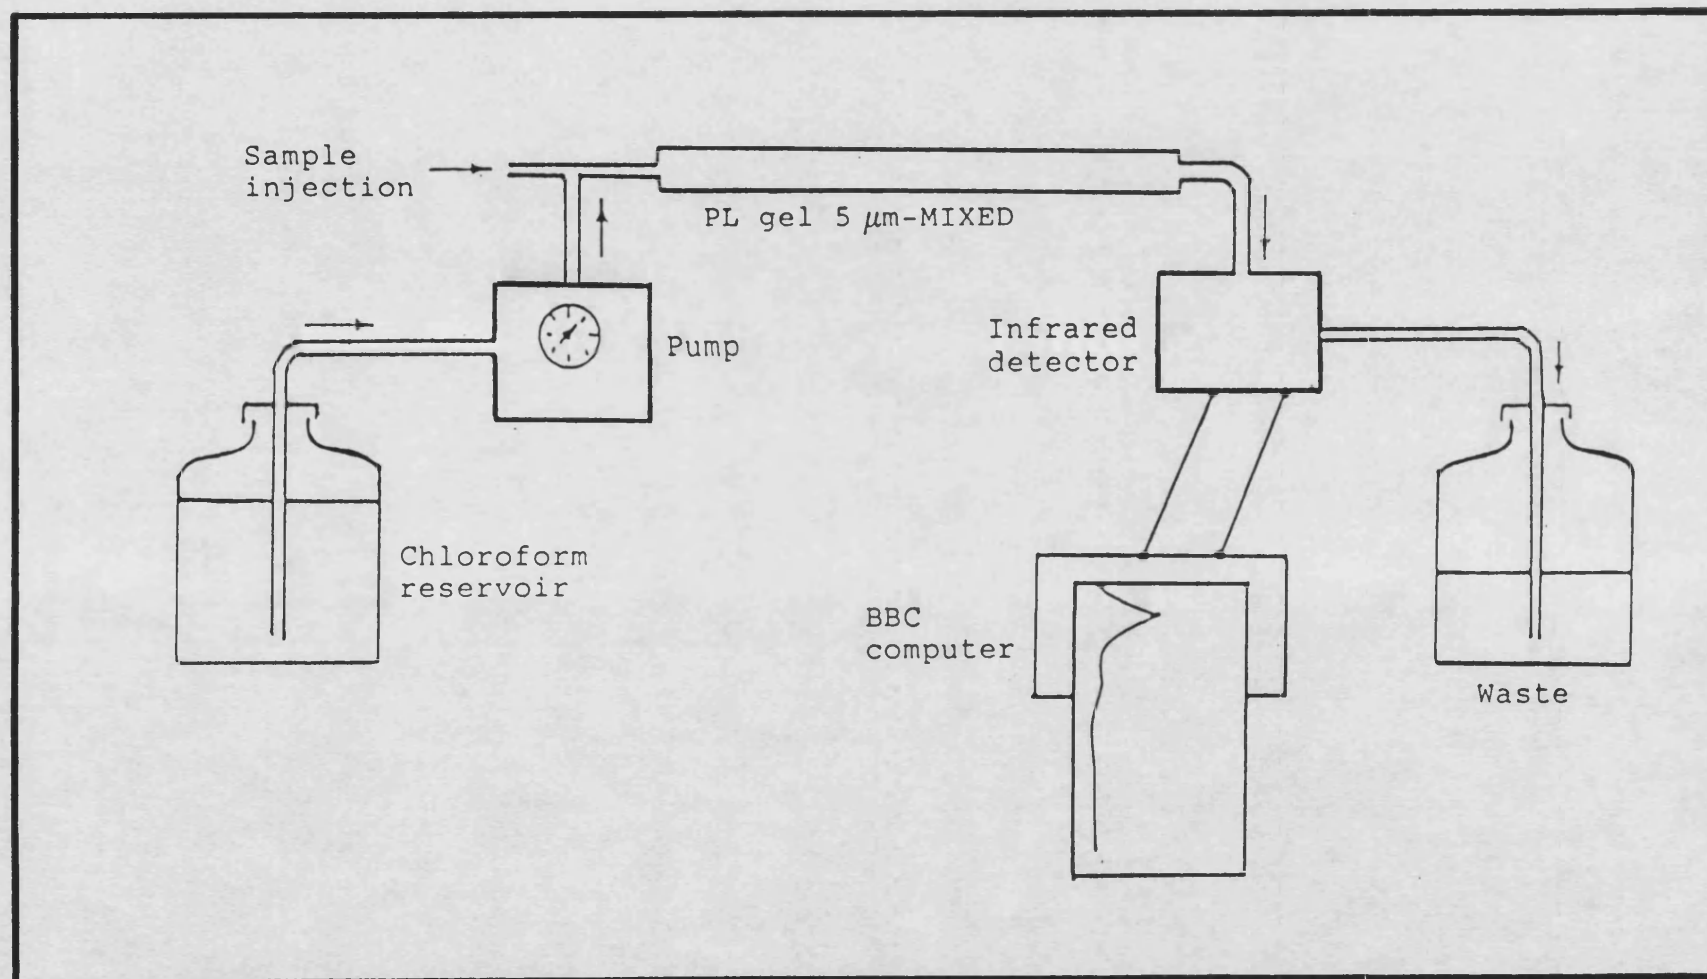 Sample
injection
PL gel 5 μm-MIXED
Pump
Infrared
detector
Chloroform
reservoir
BBC
computer
Waste